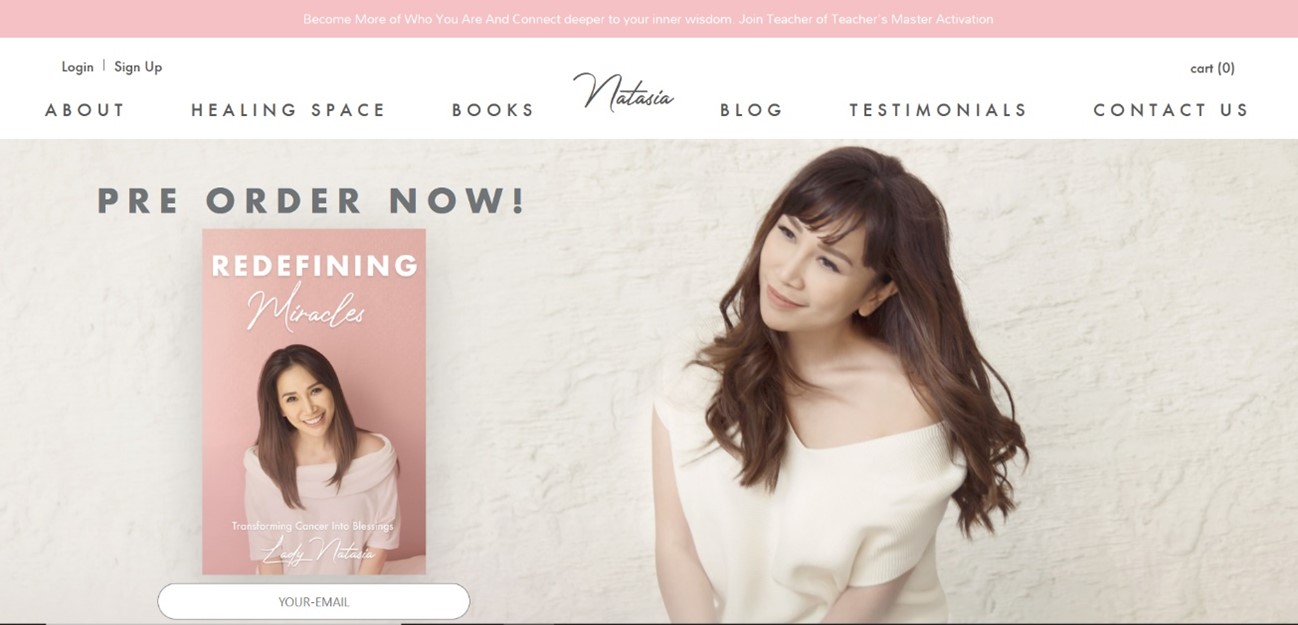 Become More of Who You Are And Connect deeper to your inner wisdom. Join Teacher of Teacher's Master Activation
Login | Sign Up
cart (0)
ABOUT
HEALING SPACE
BOOKS
Natasia
BLOG
TESTIMONIALS
CONTACT US
PRE ORDER NOW!
REDEFINING
Miracles
Transforming Cancer Into Blessings
Lady Natasia
YOUR-EMAIL